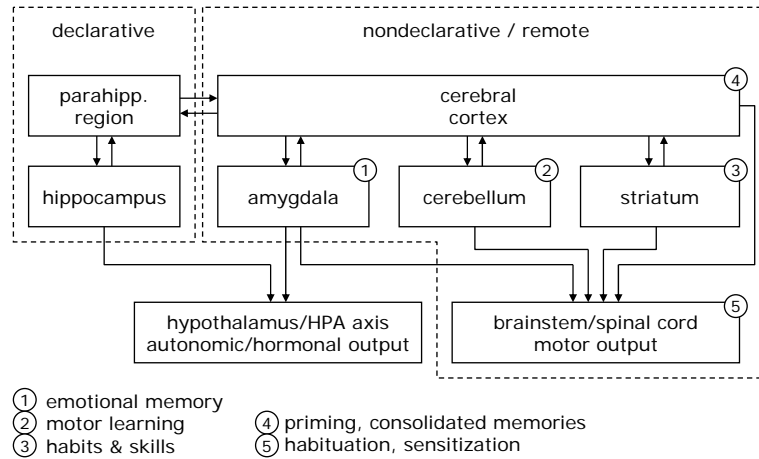 declarative
nondeclarative / remote
parahipp.
region
cerebral
cortex
4
hippocampus
amygdala
1
cerebellum
2
striatum
3
hypothalamus/HPA axis
autonomic/hormonal output
brainstem/spinal cord
motor output
5
1 emotional memory
2 motor learning
3 habits & skills
4 priming, consolidated memories
5 habituation, sensitization